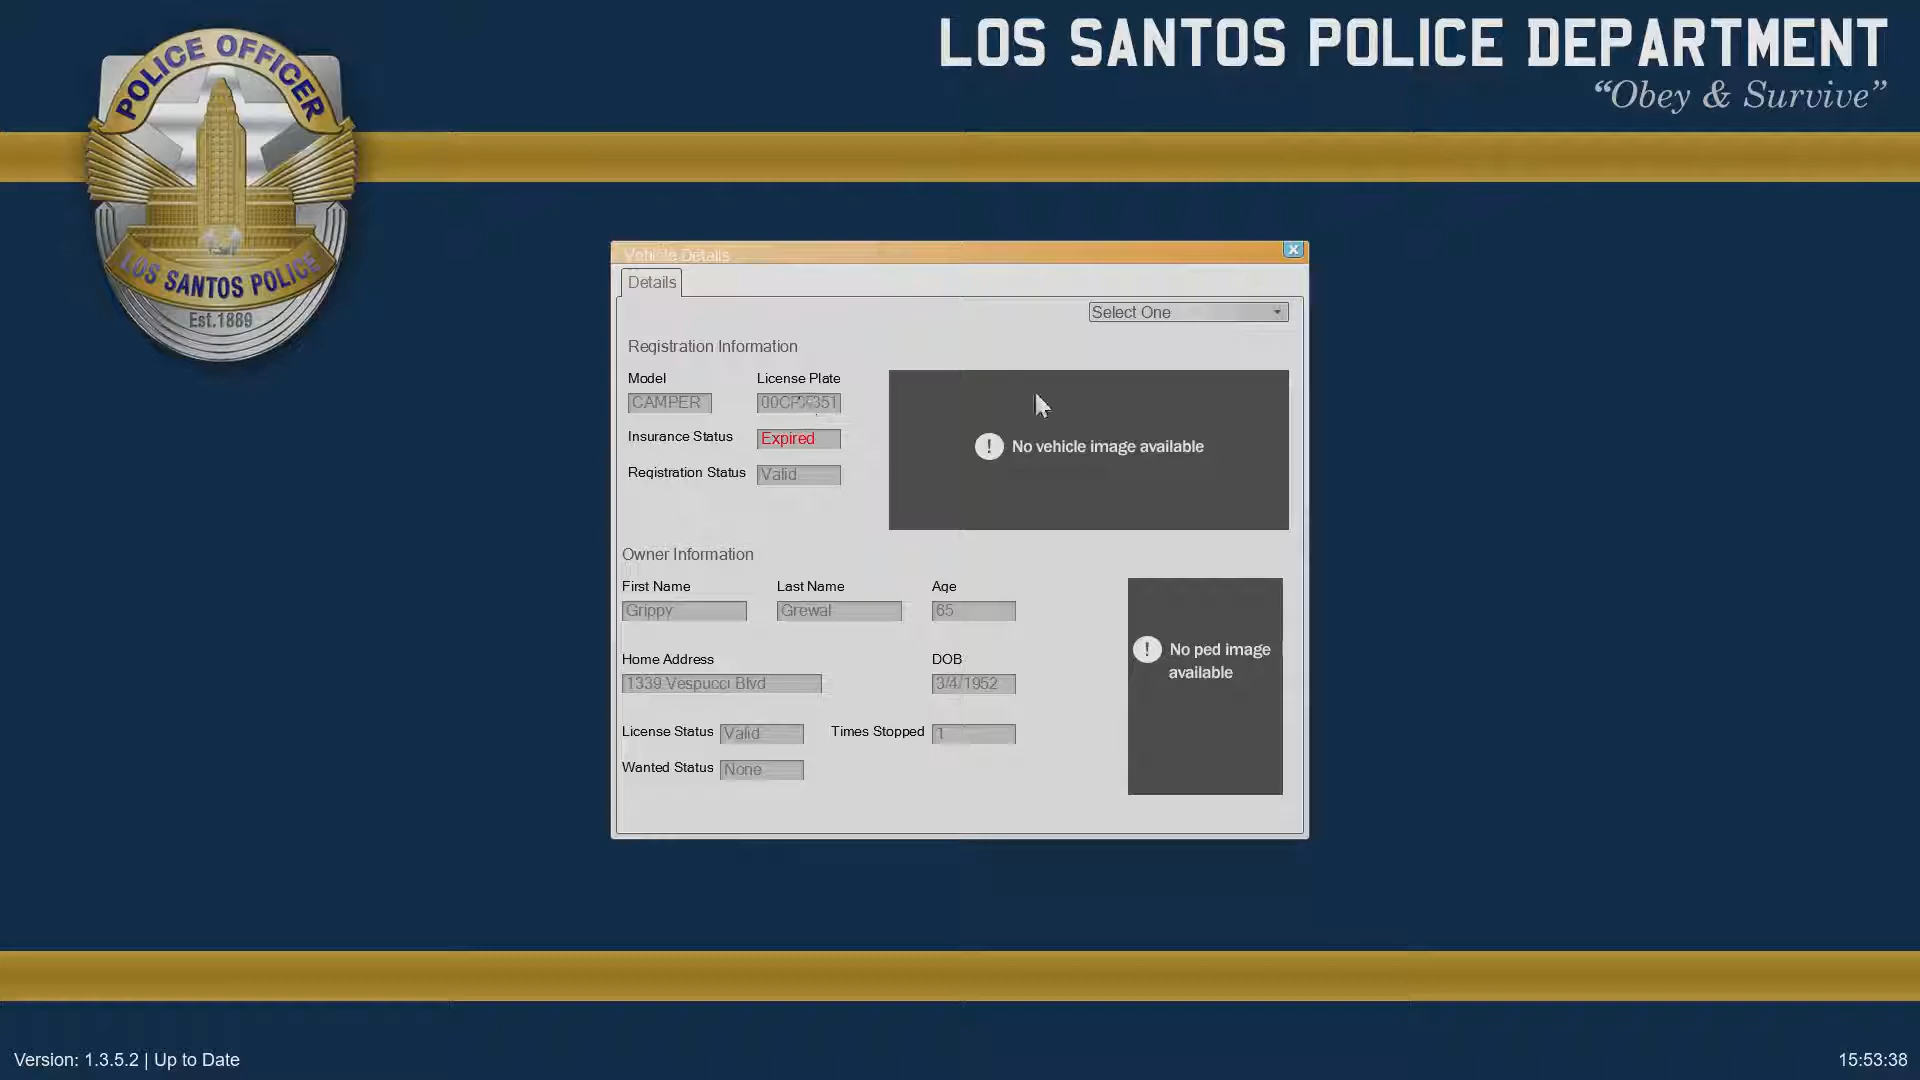 POLICE OFFICER
LOS SANTOS POLICE
Est.1889
LOS SANTOS POLICE DEPARTMENT
“Obey & Survive”
Vehicle Details
Details
Select One
Registration Information
Model
License Plate
CAMPER
Insurance Status
Expired
Registration Status
Valid
No vehicle image available
Owner Information
First Name
Last Name
Age
Grippy
Grewal
65
Home Address
DOB
1339 Vespucci Blvd
3/4/1952
No ped image
available
License Status
Valid
Times Stopped
1
Wanted Status
None
Version: 1.3.5.2 | Up to Date
15:53:38